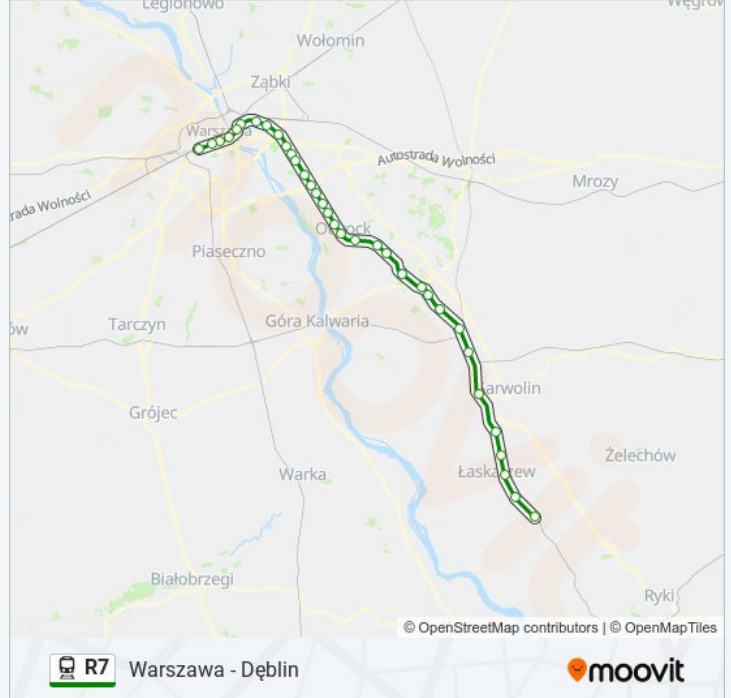 Legionowo
Węgrów
Wołomin
Ząbki
Warszawa
Autostrada Wolności
Mrozy
rada Wolności
Otwock
Piaseczno
ów
Tarczyn
Góra Kalwaria
Garwolin
Grójec
Warka
Łaskarzew
Żelechów
Białobrzegi
Ryki
© OpenStreetMap contributors | © OpenMapTiles
R7 Warszawa - Dęblin
moovit